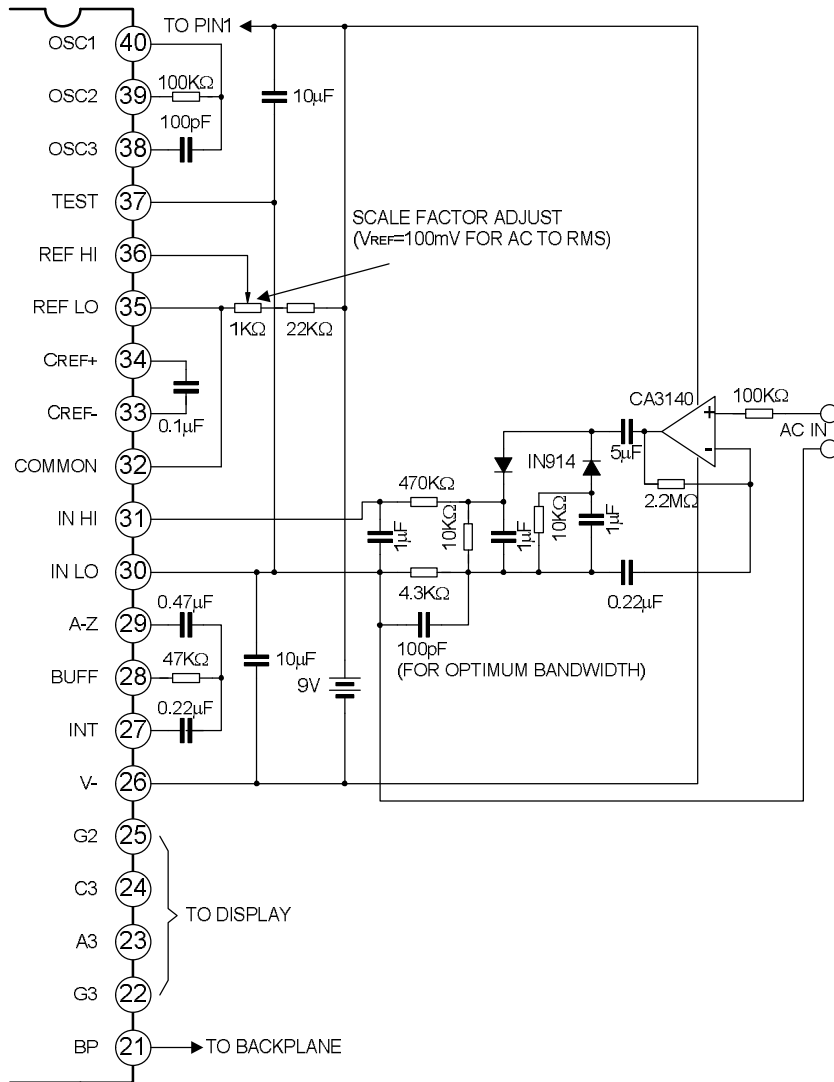 TO PIN1
OSC1 40
100KΩ
OSC2 39
100pF
OSC3 38
10µF
TEST 37
SCALE FACTOR ADJUST
(VREF=100mV FOR AC TO RMS)
REF HI 36
REF LO 35
1KΩ 22KΩ
CREF+ 34
CREF- 33
0.1µF
COMMON 32
CA3140
100KΩ
+
-
AC IN
5µF
IN914
2.2MΩ
470KΩ
IN HI 31
1µF
10KΩ
1µF
10KΩ
1µF
IN LO 30
4.3KΩ
0.22µF
0.47µF
A-Z 29
100pF
(FOR OPTIMUM BANDWIDTH)
47KΩ
BUFF 28
10µF
9V
0.22µF
INT 27
V- 26
G2 25
C3 24
TO DISPLAY
A3 23
G3 22
BP 21
TO BACKPLANE